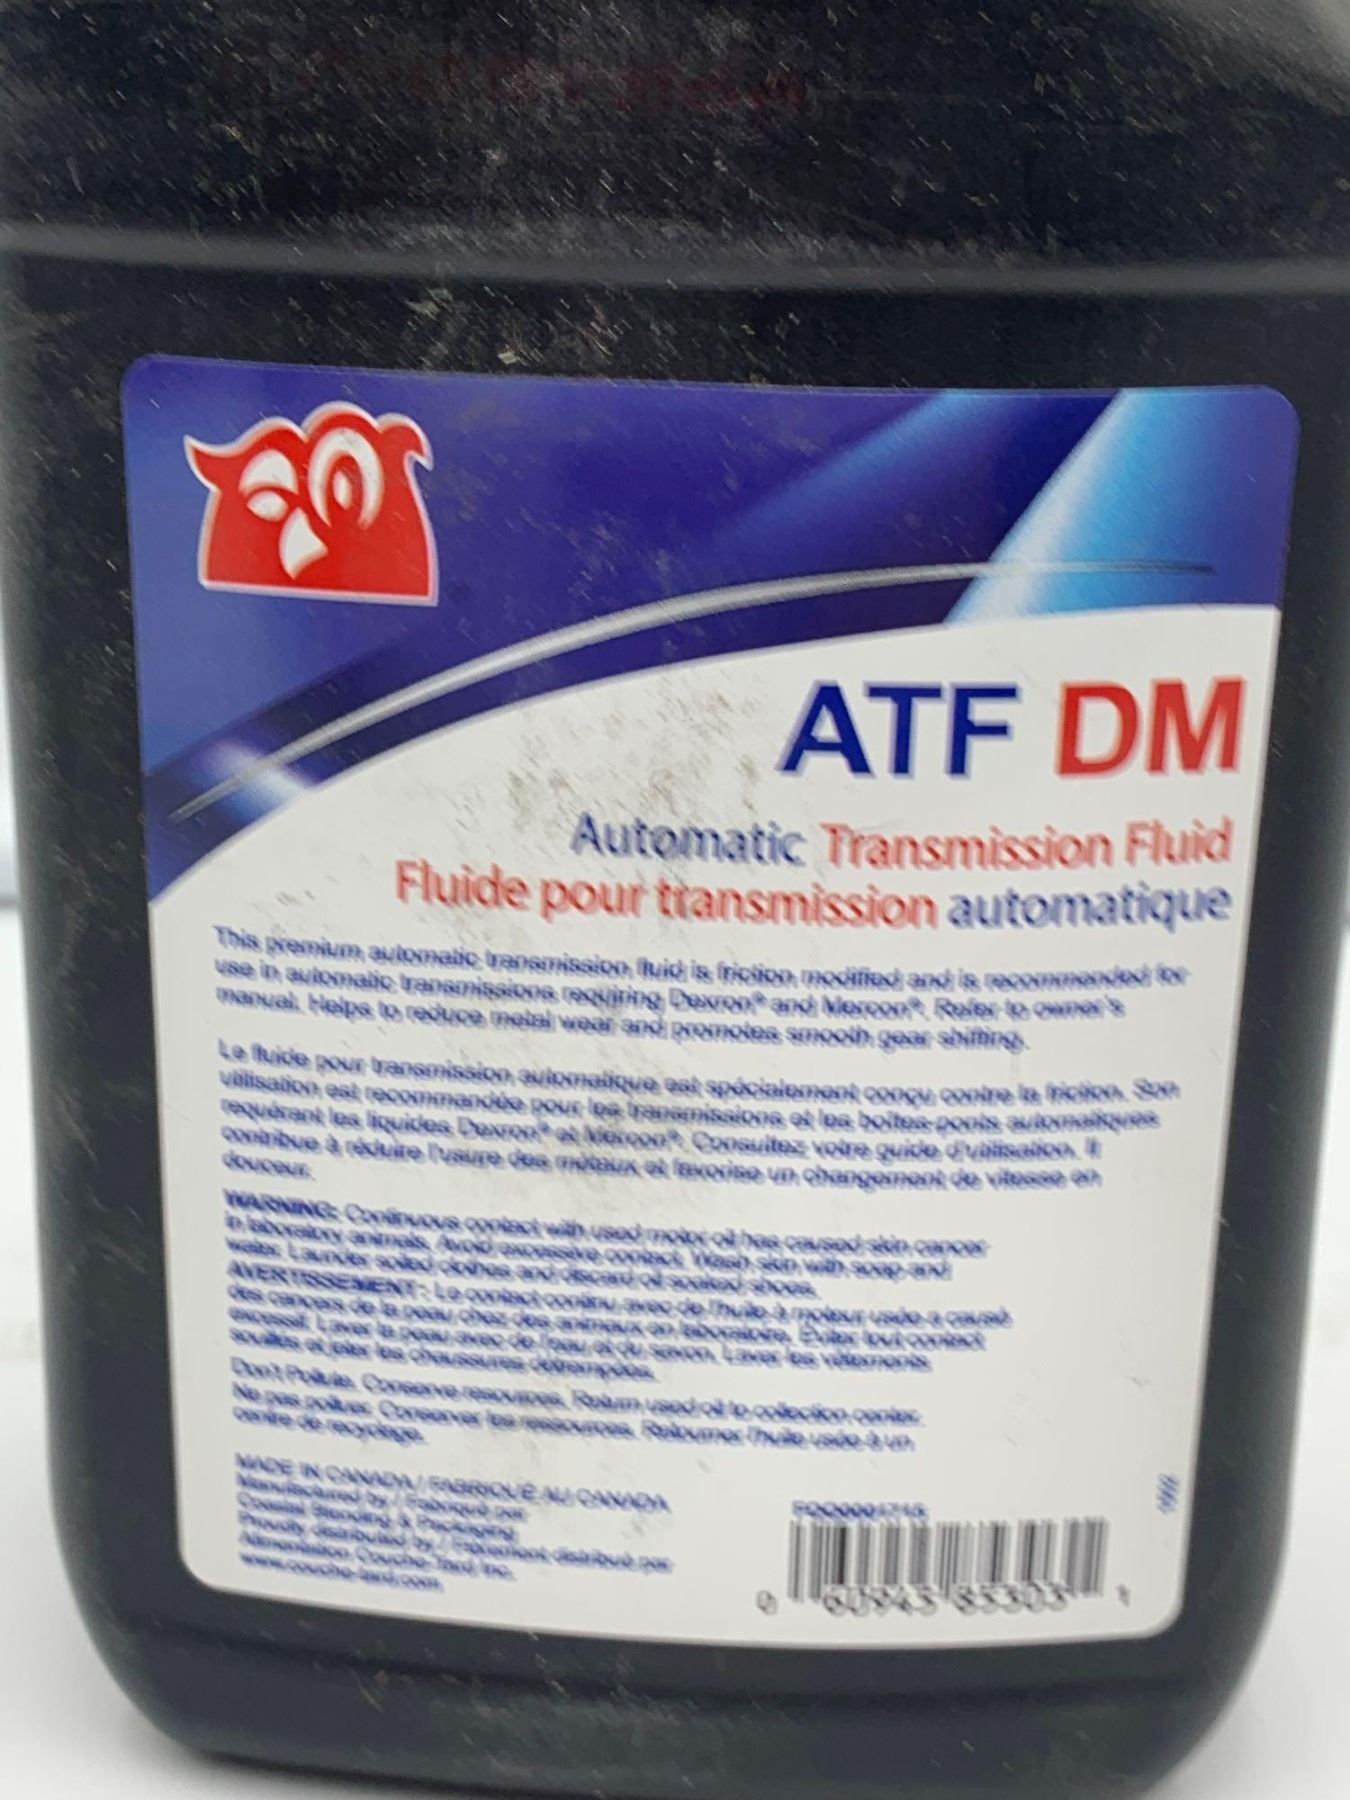 ATF DM
Automatic Transmission Fluid
Fluide pour transmission automatique
This premium automatic transmission fluid is friction modified and is recommended for
use in automatic transmissions requiring Dexron® and Mercon®. Refer to owner's
manual. Helps to reduce metal wear and promotes smooth gear shifting.
Le fluide pour transmission automatique est spécialement conçu contre la friction. Son
utilisation est recommandée pour les transmissions et les boîtes-ponts automatiques
requérant les liquides Dexron® et Mercon®. Consultez votre guide d'utilisation. Il
contribue à réduire l'usure des métaux et favorise un changement de vitesse en
douceur.
WARNING: Continuous contact with used motor oil has caused skin cancer
in laboratory animals. Avoid excessive contact. Wash skin with soap and
water. Launder soiled clothes and discard oil soaked shoes.
AVERTISSEMENT : Le contact continu avec de l'huile à moteur usée a causé
des cancers de la peau chez des animaux en laboratoire. Éviter tout contact
excessif. Laver la peau avec de l'eau et du savon. Laver les vêtements
souillés et jeter les chaussures détrempées.
Don't Pollute. Conserve resources. Return used oil to collection center.
Ne pas polluer. Conserver les ressources. Retourner l'huile usée à un
centre de recyclage.
MADE IN CANADA / FABRIQUÉ AU CANADA
Manufactured by / Fabriqué par
Coastal Blending & Packaging
Proudly distributed by / Fièrement distribué par
Alimentation Couche-Tard Inc.
www.couche-tard.com
0 60943 85303 1